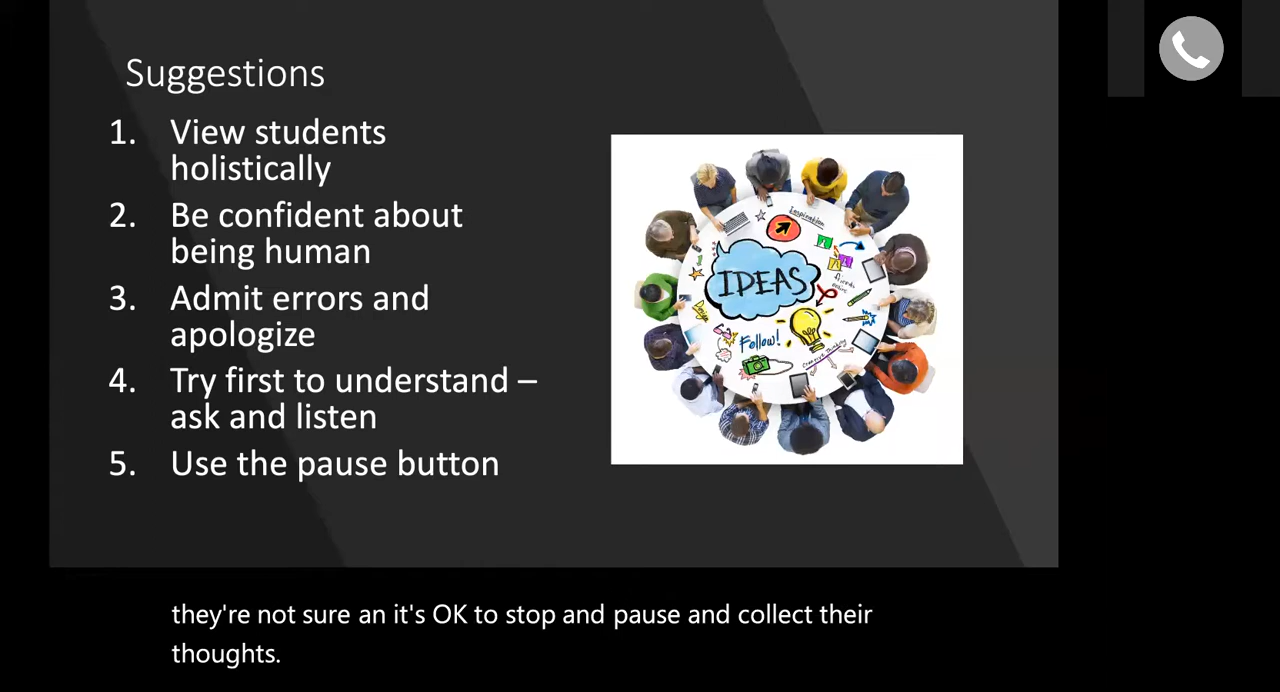 Suggestions
1. View students
holistically
2. Be confident about
being human
3. Admit errors and
apologize
4. Try first to understand –
ask and listen
5. Use the pause button
Inspiration
IDEAS
Design
Follow!
they're not sure an it's OK to stop and pause and collect their
thoughts.